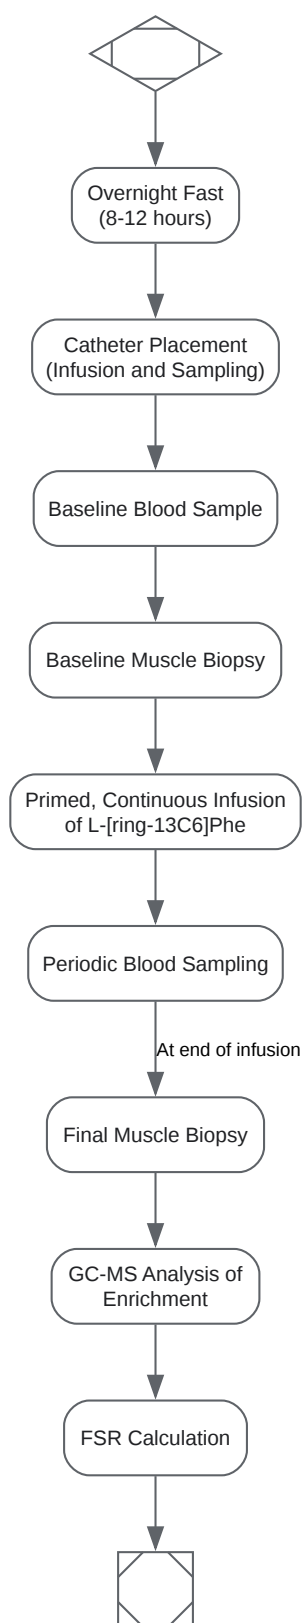 Overnight Fast
(8-12 hours)
Catheter Placement
(Infusion and Sampling)
Baseline Blood Sample
Baseline Muscle Biopsy
Primed, Continuous Infusion
of L-[ring-13C6]Phe
Periodic Blood Sampling
At end of infusion
Final Muscle Biopsy
GC-MS Analysis of
Enrichment
FSR Calculation